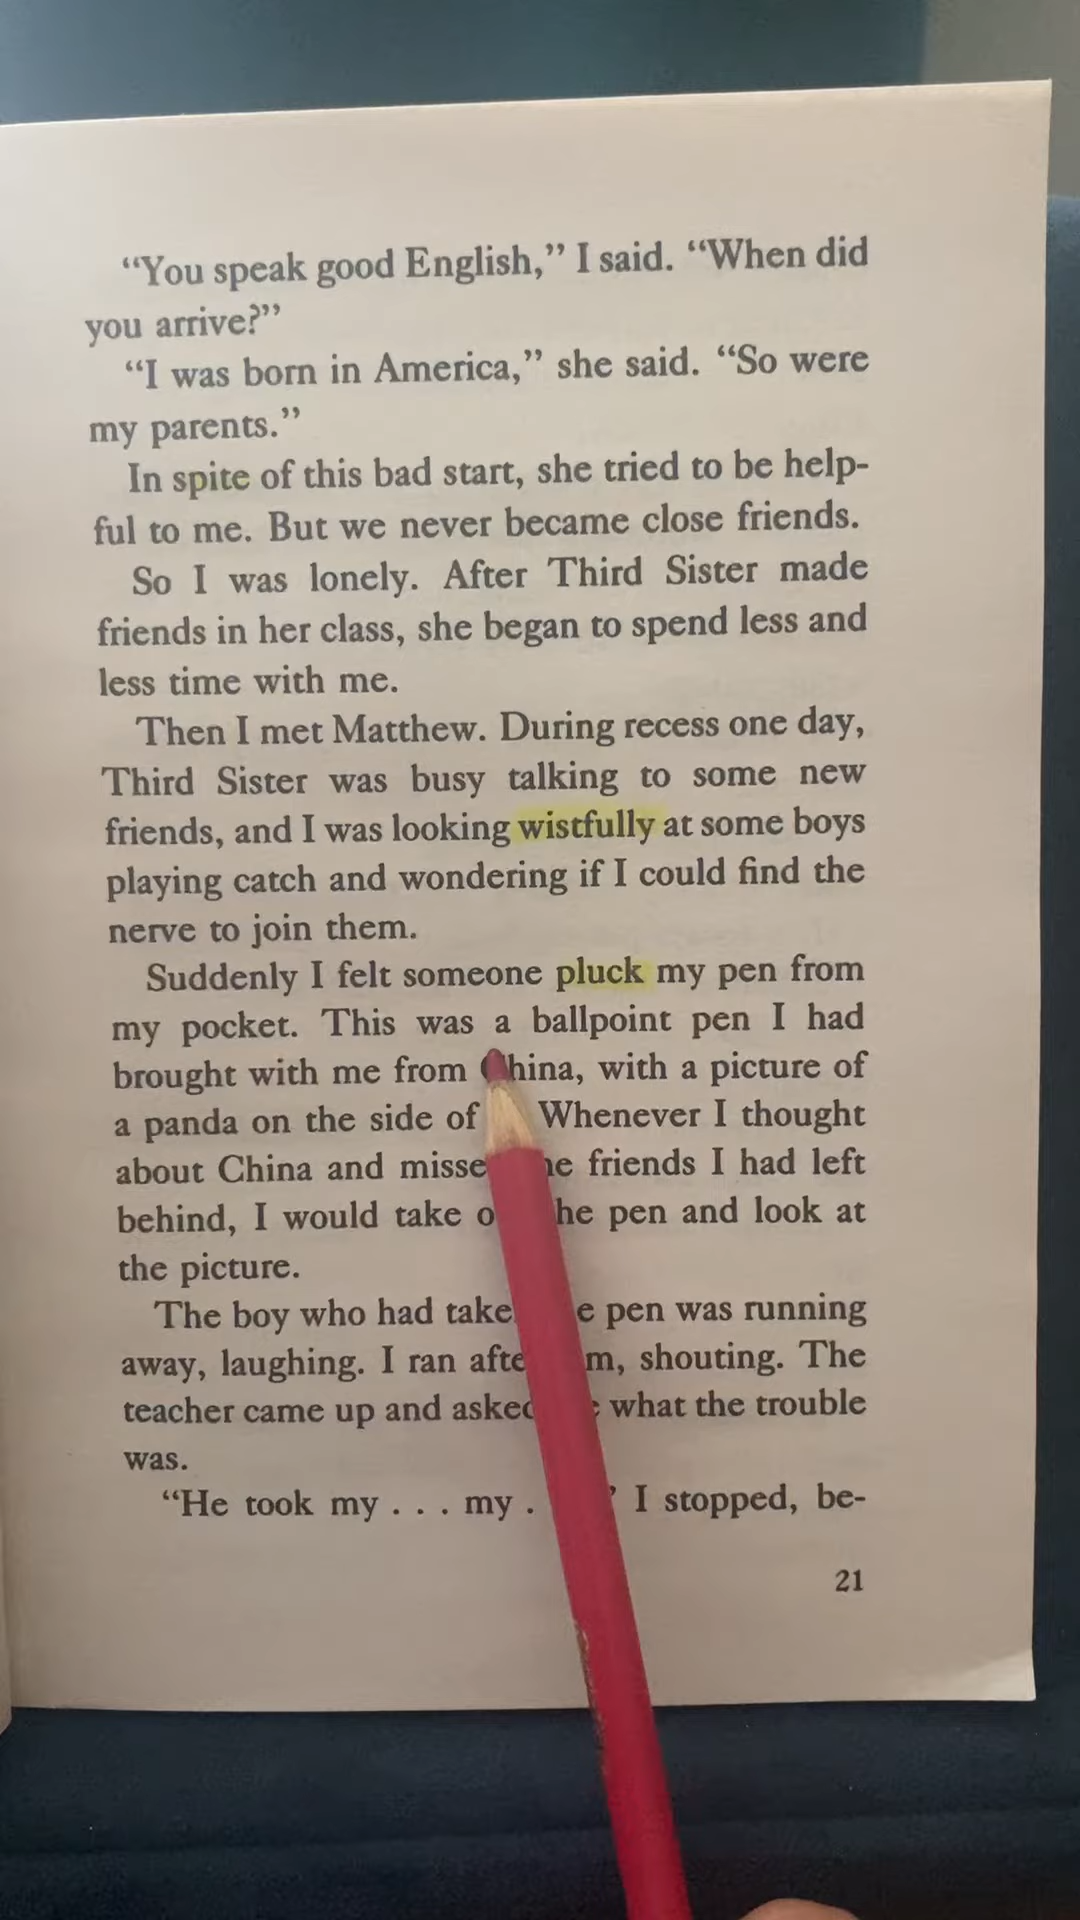 “You speak good English,” I said. “When did
you arrive?”
“I was born in America,” she said. “So were
my parents.”
In spite of this bad start, she tried to be help-
ful to me. But we never became close friends.
So I was lonely. After Third Sister made
friends in her class, she began to spend less and
less time with me.
Then I met Matthew. During recess one day,
Third Sister was busy talking to some new
friends, and I was looking wistfully at some boys
playing catch and wondering if I could find the
nerve to join them.
Suddenly I felt someone pluck my pen from
my pocket. This was a ballpoint pen I had
brought with me from China, with a picture of
a panda on the side of Whenever I thought
about China and misse he friends I had left
behind, I would take o he pen and look at
the picture.
The boy who had take e pen was running
away, laughing. I ran afte m, shouting. The
teacher came up and asked what the trouble
was.
“He took my . . . my . ” I stopped, be-
21